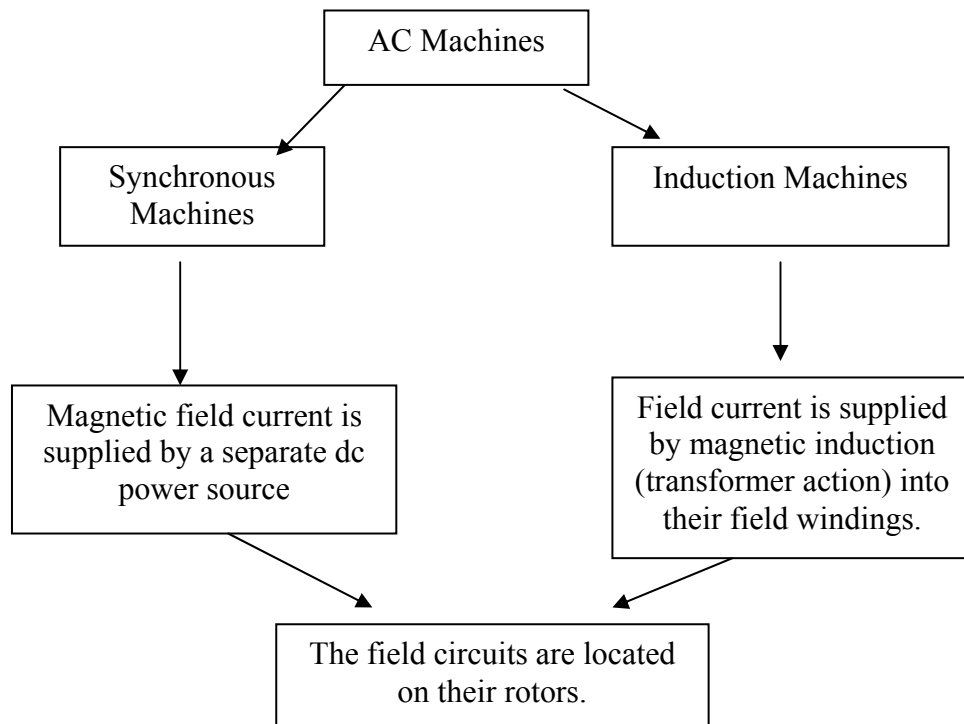 AC Machines
Synchronous
Machines
Induction Machines
Magnetic field current is
supplied by a separate dc
power source
Field current is supplied
by magnetic induction
(transformer action) into
their field windings.
The field circuits are located
on their rotors.